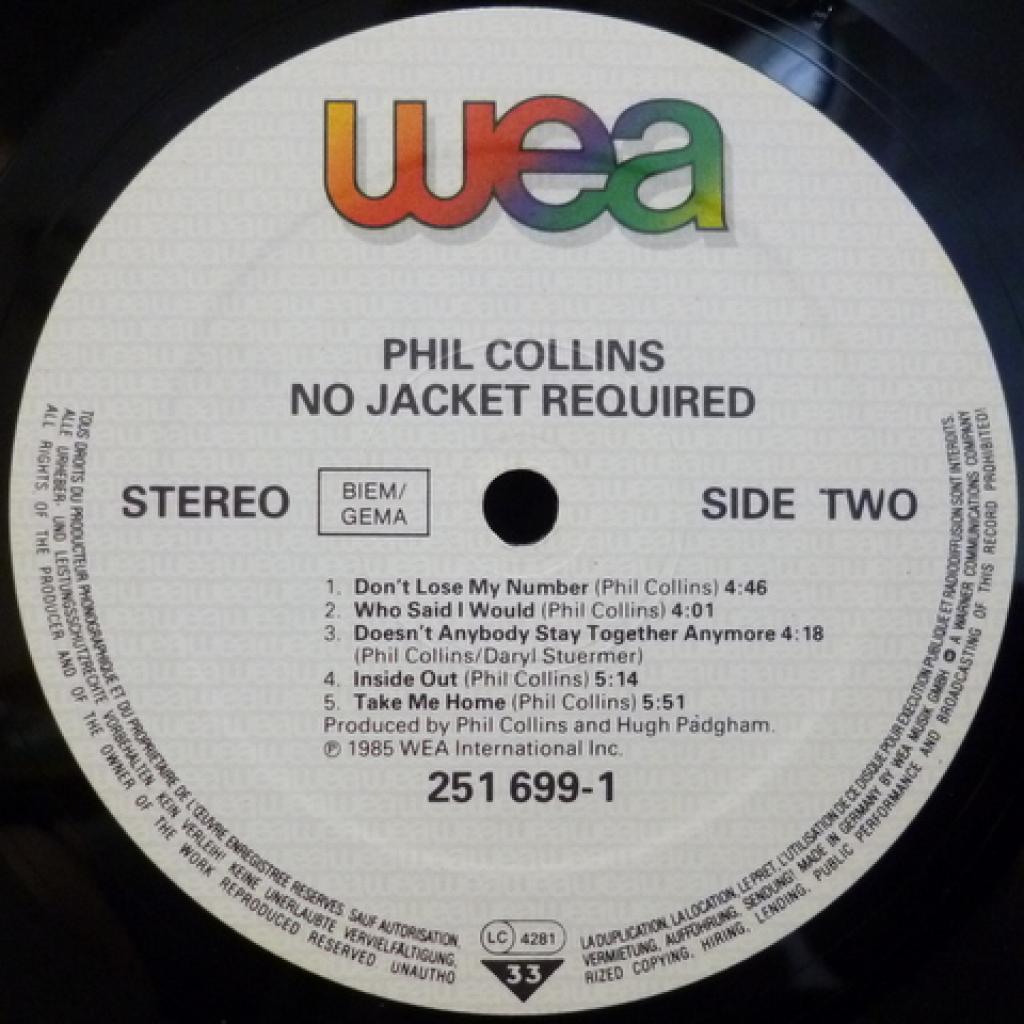 wea
PHIL COLLINS
NO JACKET REQUIRED
STEREO
BIEM/
GEMA
SIDE TWO
1. Don't Lose My Number (Phil Collins) 4:46
2. Who Said I Would (Phil Collins) 4:01
3. Doesn't Anybody Stay Together Anymore 4:18
(Phil Collins/Daryl Stuermer)
4. Inside Out (Phil Collins) 5:14
5. Take Me Home (Phil Collins) 5:51
Produced by Phil Collins and Hugh Padgham.
℗ 1985 WEA International Inc.
251 699-1
TOUS DROITS DU PRODUCTEUR PHONOGRAPHIQUE ET DU PROPRIETAIRE DE L'ŒUVRE ENREGISTREE RESERVES. SAUF AUTORISATION, LA DUPLICATION, LA LOCATION, LE PRET, L'UTILISATION DE CE DISQUE POUR EXECUTION PUBLIQUE ET RADIODIFFUSION SONT INTERDITS.
ALLE URHEBER- UND LEISTUNGSSCHUTZRECHTE VORBEHALTEN. KEIN VERLEIH! KEINE UNERLAUBTE VERVIELFÄLTIGUNG, VERMIETUNG, AUFFÜHRUNG, SENDUNG! MADE IN GERMANY BY WEA MUSIK GMBH A WARNER COMMUNICATIONS COMPANY
ALL RIGHTS OF THE PRODUCER AND OF THE OWNER OF THE WORK REPRODUCED RESERVED UNAUTHORIZED COPYING, HIRING, LENDING, PUBLIC PERFORMANCE AND BROADCASTING OF THIS RECORD PROHIBITED!
LC 4281
33